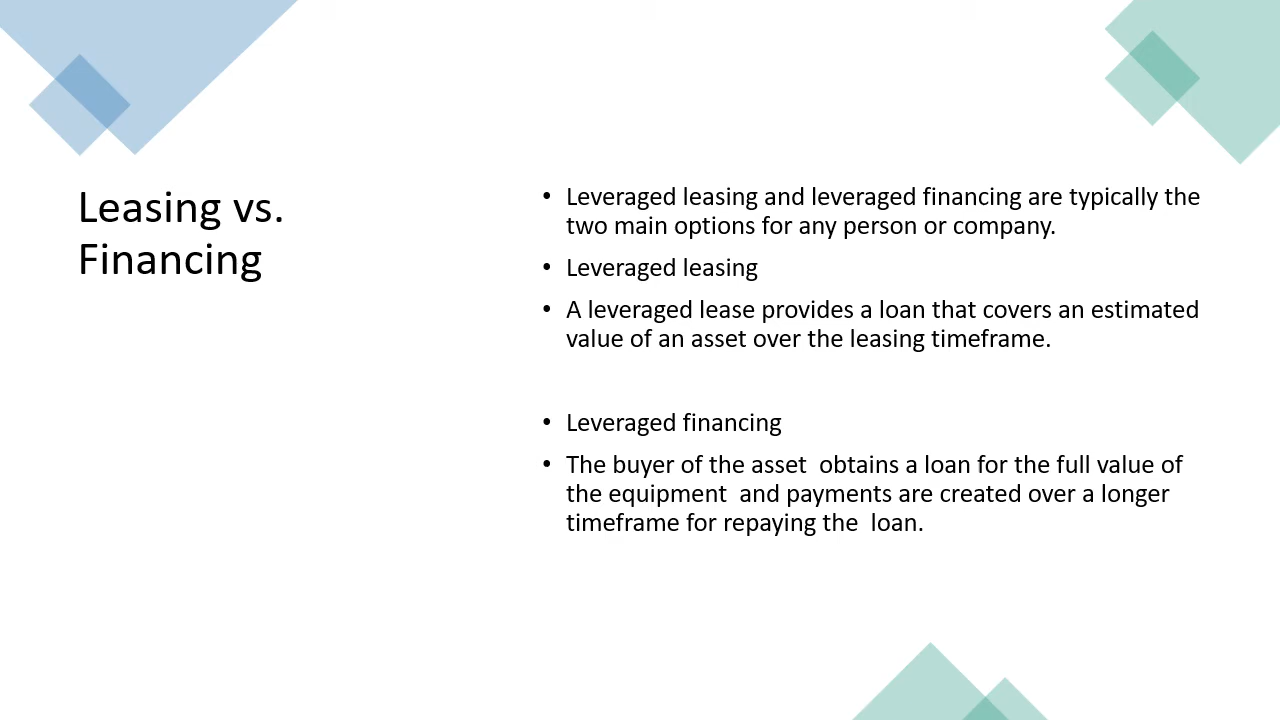 Leasing vs.
Financing
• Leveraged leasing and leveraged financing are typically the
two main options for any person or company.
• Leveraged leasing
• A leveraged lease provides a loan that covers an estimated
value of an asset over the leasing timeframe.
• Leveraged financing
• The buyer of the asset  obtains a loan for the full value of
the equipment  and payments are created over a longer
timeframe for repaying the  loan.